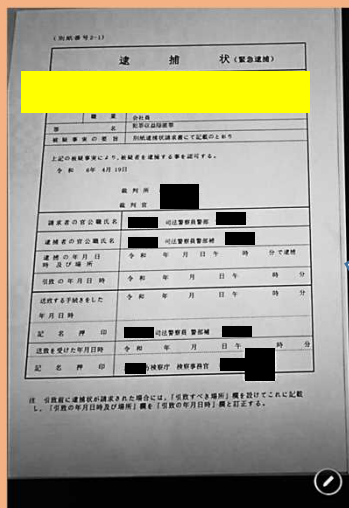 (別紙番号2-1)
逮捕状(緊急逮捕)
職業 会社員
罪名 犯罪収益隠匿等
被疑事実の要旨 別紙逮捕状請求書にて記載のとおり
上記の被疑事実により、被疑者を逮捕する事を認可する。
令和 6年 4月19日
裁判所
裁判官
請求者の官公職氏名 司法警察員警部
逮捕者の官公職氏名 司法警察員警部補
逮捕の年月日時及び場所 令和 年 月 日午 時 分で逮捕
引致の年月日時 令和 年 月 日午 時 分
送致する手続きをした 令和 年 月 日午 時 分
年月日時
記名押印 司法警察員 警部補
送致を受けた年月日時 令和 年 月 日午 時 分
記名押印 検察庁 検察事務官
注 引致前に逮捕状が請求された場合には、「引致すべき場所」欄を設けてこれに記載
し、「引致の年月日時及び場所」欄を「引致の年月日時」欄と訂正する。